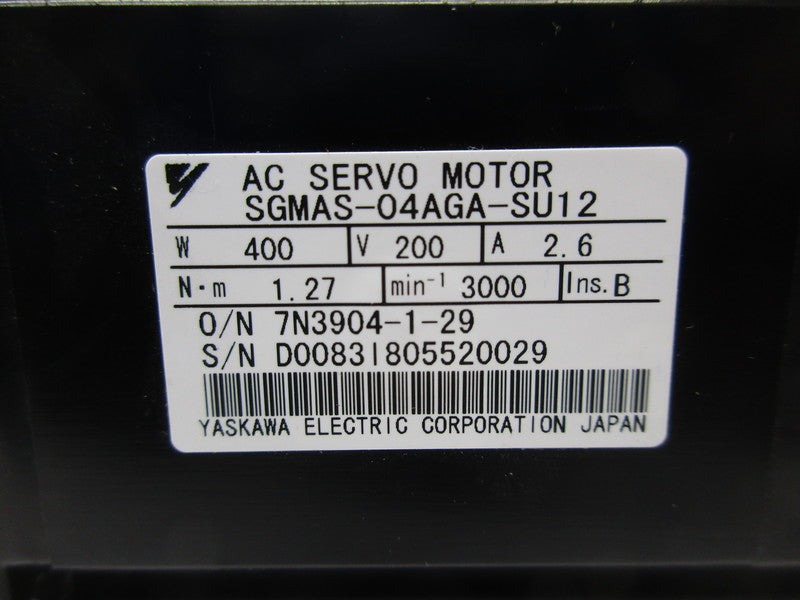 AC SERVO MOTOR
SGMAS-04AGA-SU12
W 400 V 200 A 2.6
N·m 1.27 min⁻¹ 3000 Ins. B
O/N 7N3904-1-29
S/N D00831805520029
YASKAWA ELECTRIC CORPORATION JAPAN